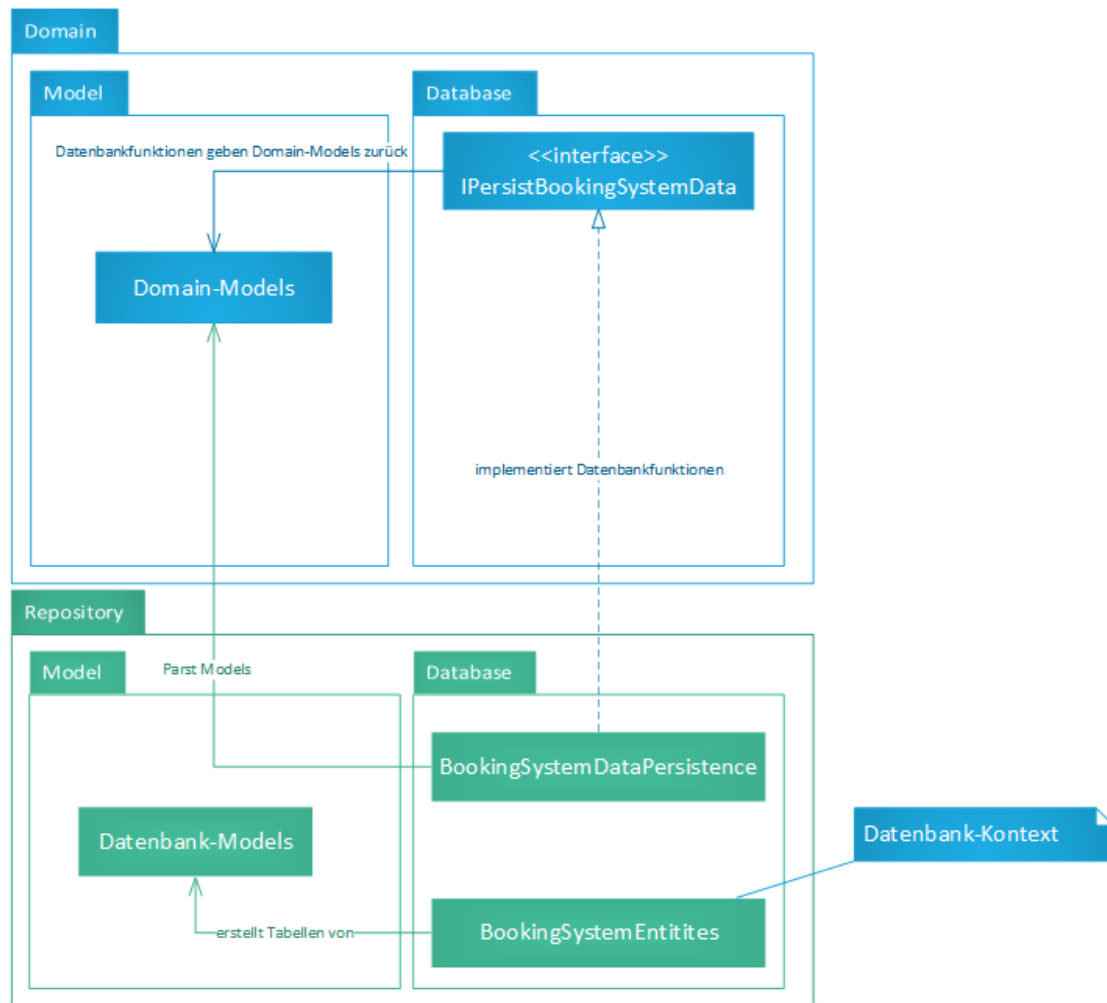 Domain
Model
Database
Datenbankfunktionen geben Domain-Models zurück
<<interface>>
IPersistBookingSystemData
Domain-Models
implementiert Datenbankfunktionen
Repository
Model
Parst Models
Database
BookingSystemDataPersistence
Datenbank-Models
Datenbank-Kontext
erstellt Tabellen von
BookingSystemEntitites